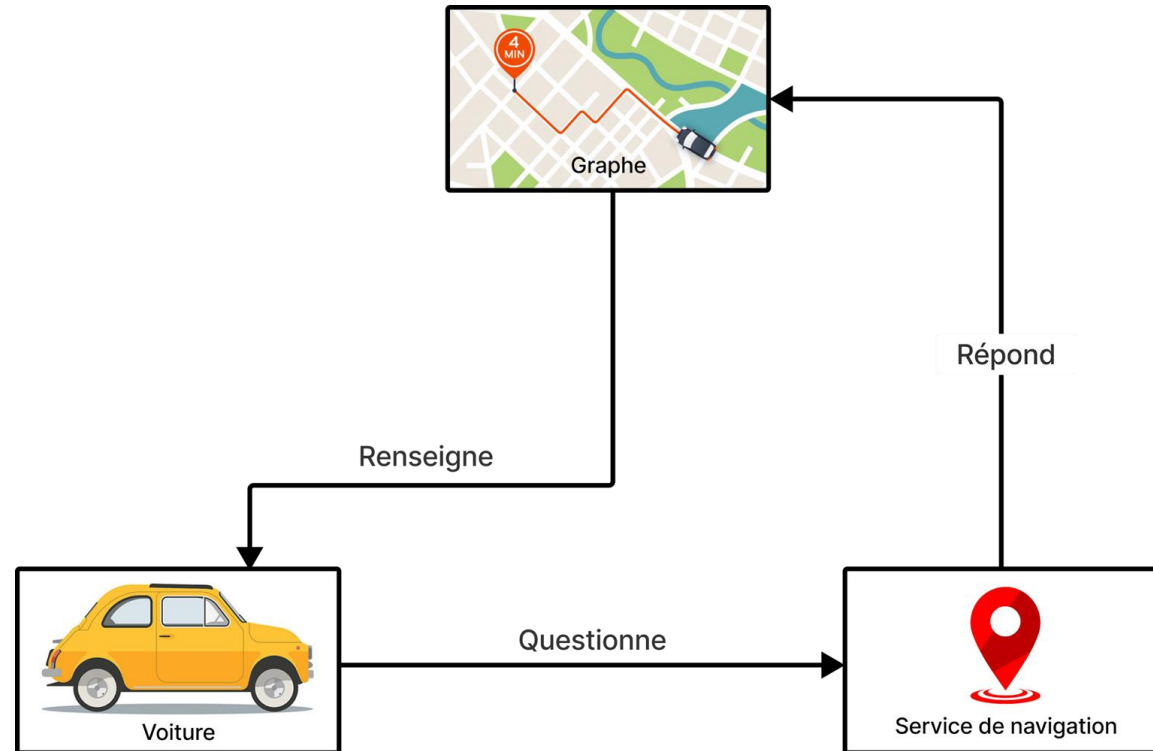 4
MIN
Graphe
Répond
Renseigne
Questionne
Voiture
Service de navigation